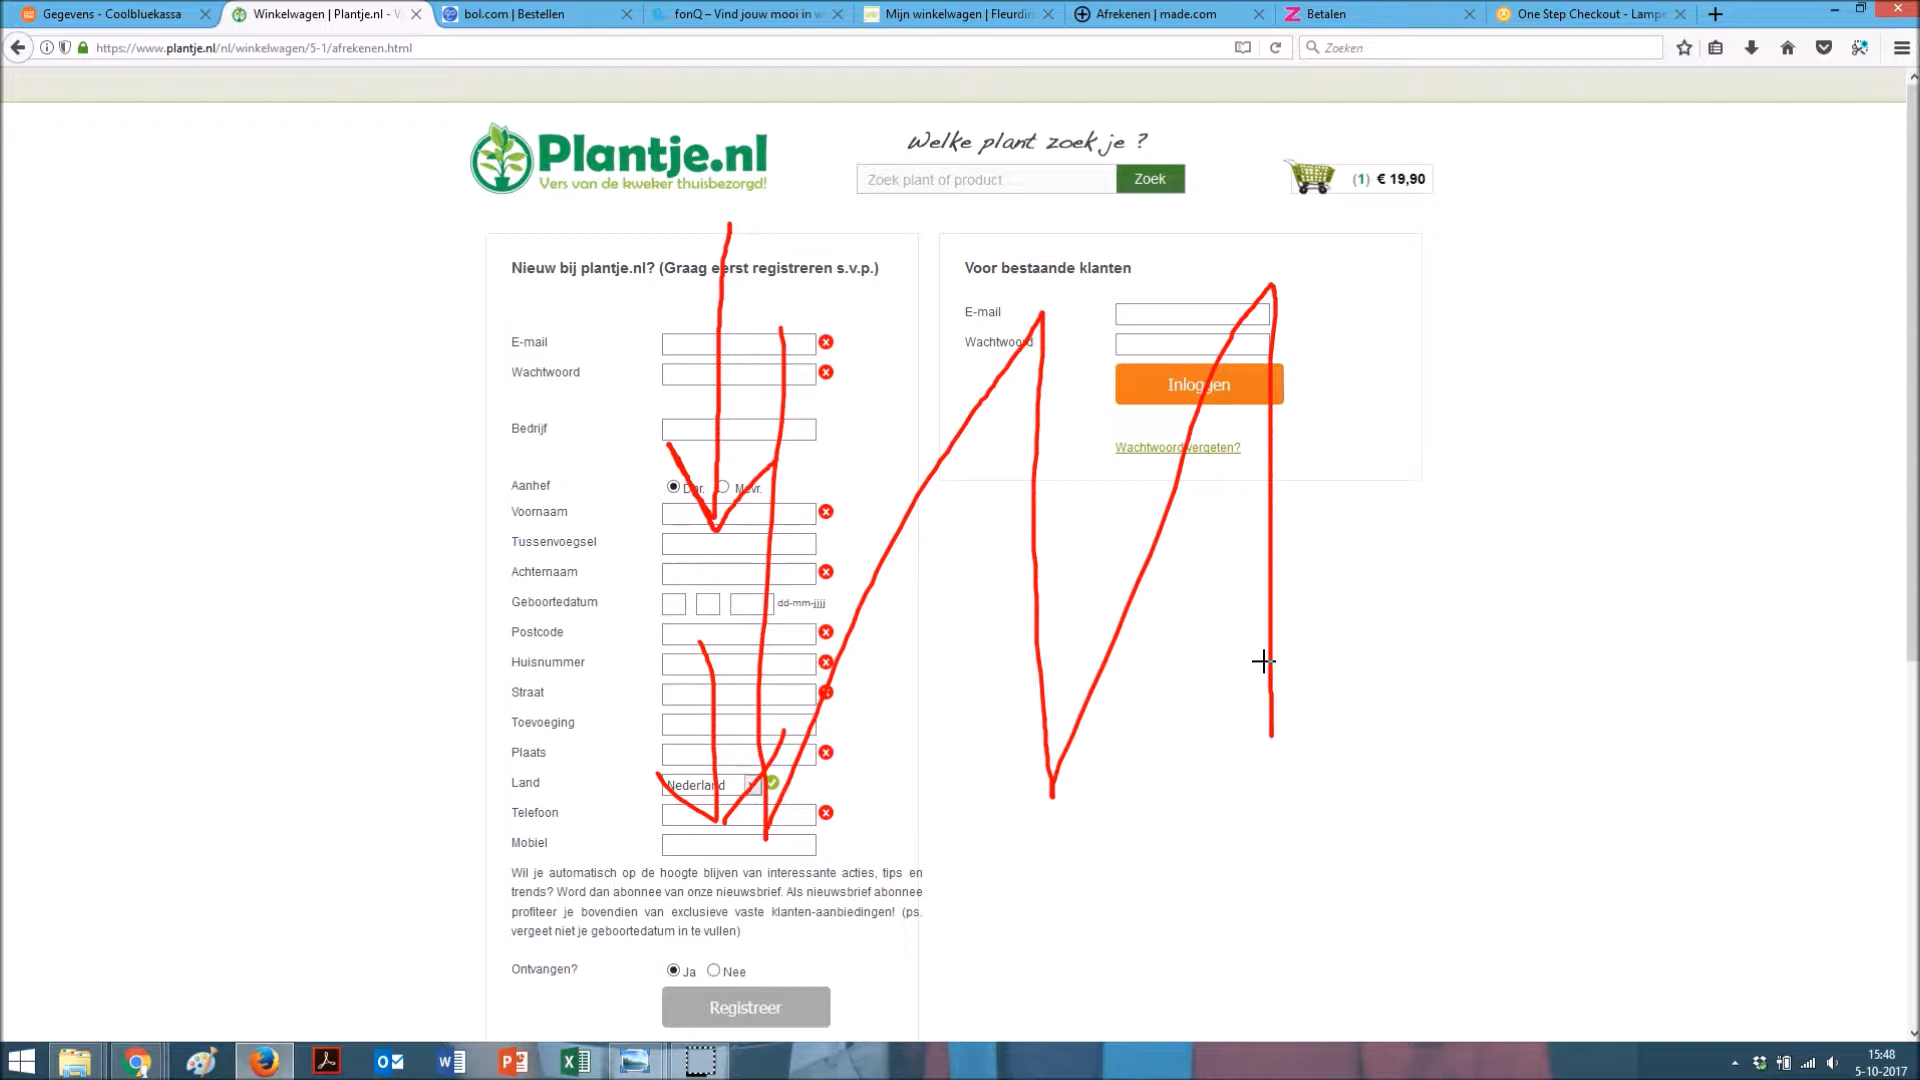 Gegevens - Coolbluekassa
Winkelwagen | Plantje.nl - V
bol.com | Bestellen
fonQ – Vind jouw mooi in w
Mijn winkelwagen | Fleurdin
Afrekenen | made.com
Betalen
One Step Checkout - Lampe
https://www.plantje.nl/nl/winkelwagen/5-1/afrekenen.html
Zoeken
Plantje.nl
Vers van de kweker thuisbezorgd!
Welke plant zoek je ?
Zoek plant of product......
Zoek
(1) € 19,90
Nieuw bij plantje.nl? (Graag eerst registreren s.v.p.)
E-mail
Wachtwoord
Bedrijf
Aanhef
Dhr.
Mevr.
Voornaam
Tussenvoegsel
Achternaam
Geboortedatum
dd-mm-jjjj
Postcode
Huisnummer
Straat
Toevoeging
Plaats
Land
Nederland
Telefoon
Mobiel
Wil je automatisch op de hoogte blijven van interessante acties, tips en
trends? Word dan abonnee van onze nieuwsbrief. Als nieuwsbrief abonnee
profiteer je bovendien van exclusieve vaste klanten-aanbiedingen! (ps.
vergeet niet je geboortedatum in te vullen)
Ontvangen?
Ja
Nee
Registreer
Voor bestaande klanten
E-mail
Wachtwoord
Inloggen
Wachtwoord vergeten?
15:48
5-10-2017